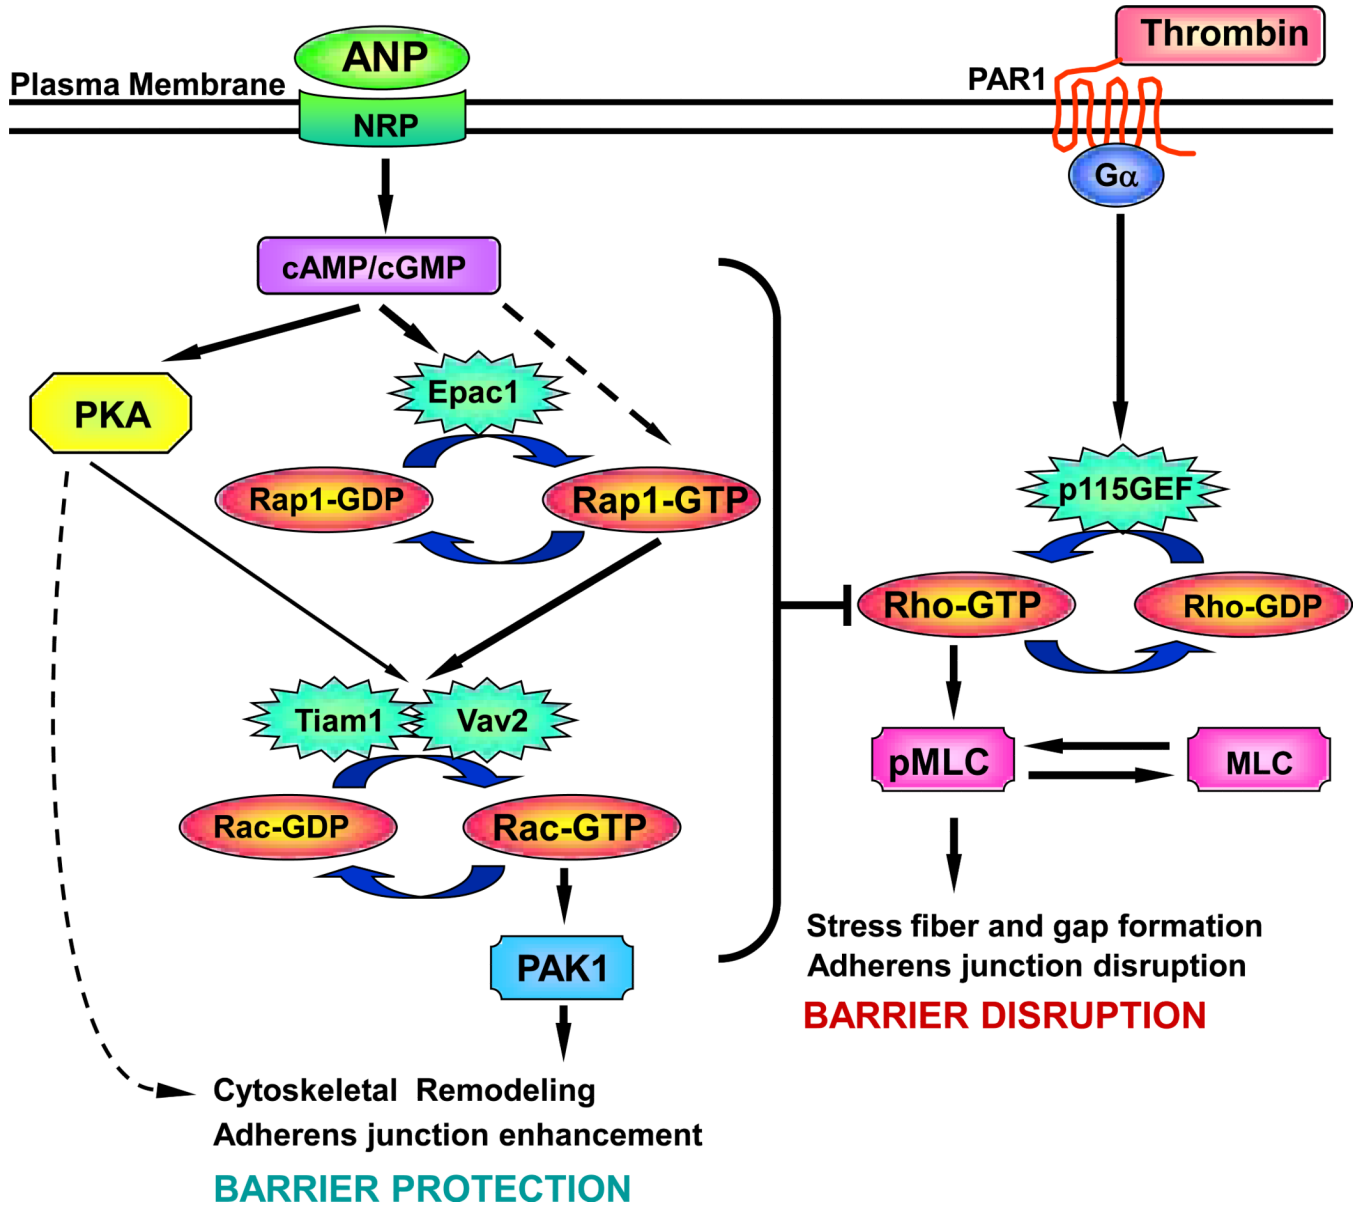 ANP
Thrombin
Plasma Membrane
PAR1
NRP
Gα
cAMP/cGMP
Epac1
PKA
Rap1-GDP
Rap1-GTP
p115GEF
Rho-GTP
Rho-GDP
Tiam1
Vav2
pMLC
MLC
Rac-GDP
Rac-GTP
PAK1
Stress fiber and gap formation
Adherens junction disruption
BARRIER DISRUPTION
Cytoskeletal Remodeling
Adherens junction enhancement
BARRIER PROTECTION